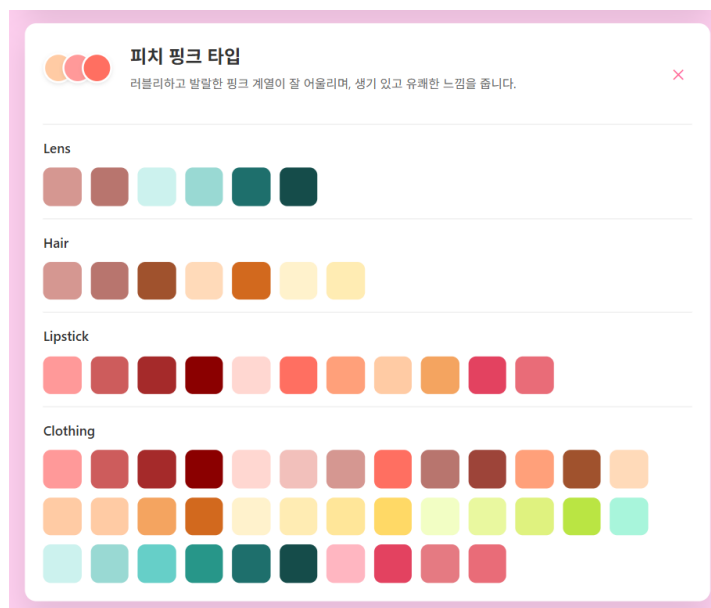 피치 핑크 타입
러블리하고 발랄한 핑크 계열이 잘 어울리며, 생기 있고 유쾌한 느낌을 줍니다.
Lens
Hair
Lipstick
Clothing